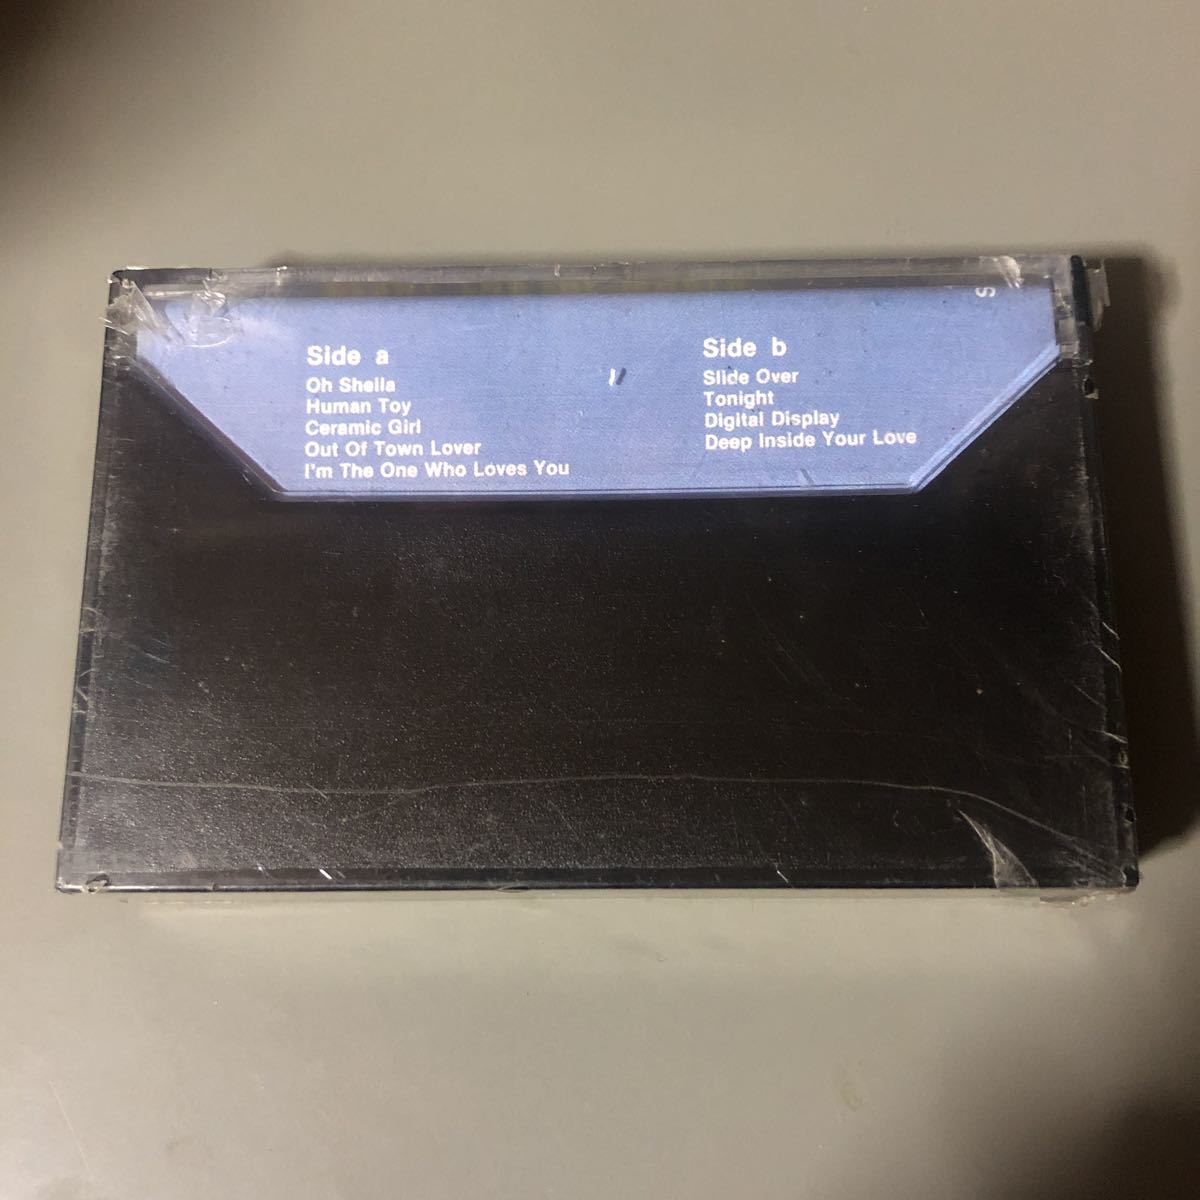 Side a
Oh Sheila
Human Toy
Ceramic Girl
Out Of Town Lover
I'm The One Who Loves You
Side b
Slide Over
Tonight
Digital Display
Deep Inside Your Love
S